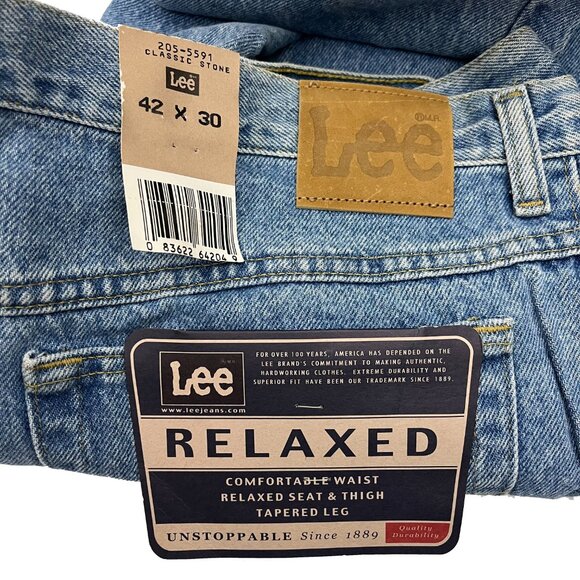 205-5591
CLASSIC STONE
Lee
42 X 30
0 83622 64204 9
Lee
® M.R.
Lee
www.leejeans.com
FOR OVER 100 YEARS, AMERICA HAS DEPENDED ON THE
LEE BRAND'S COMMITMENT TO MAKING AUTHENTIC,
HARDWORKING CLOTHES. EXTREME DURABILITY AND
SUPERIOR FIT HAVE BEEN OUR TRADEMARK SINCE 1889.
RELAXED
COMFORTABLE WAIST
RELAXED SEAT & THIGH
TAPERED LEG
UNSTOPPABLE Since 1889
Quality
Durability